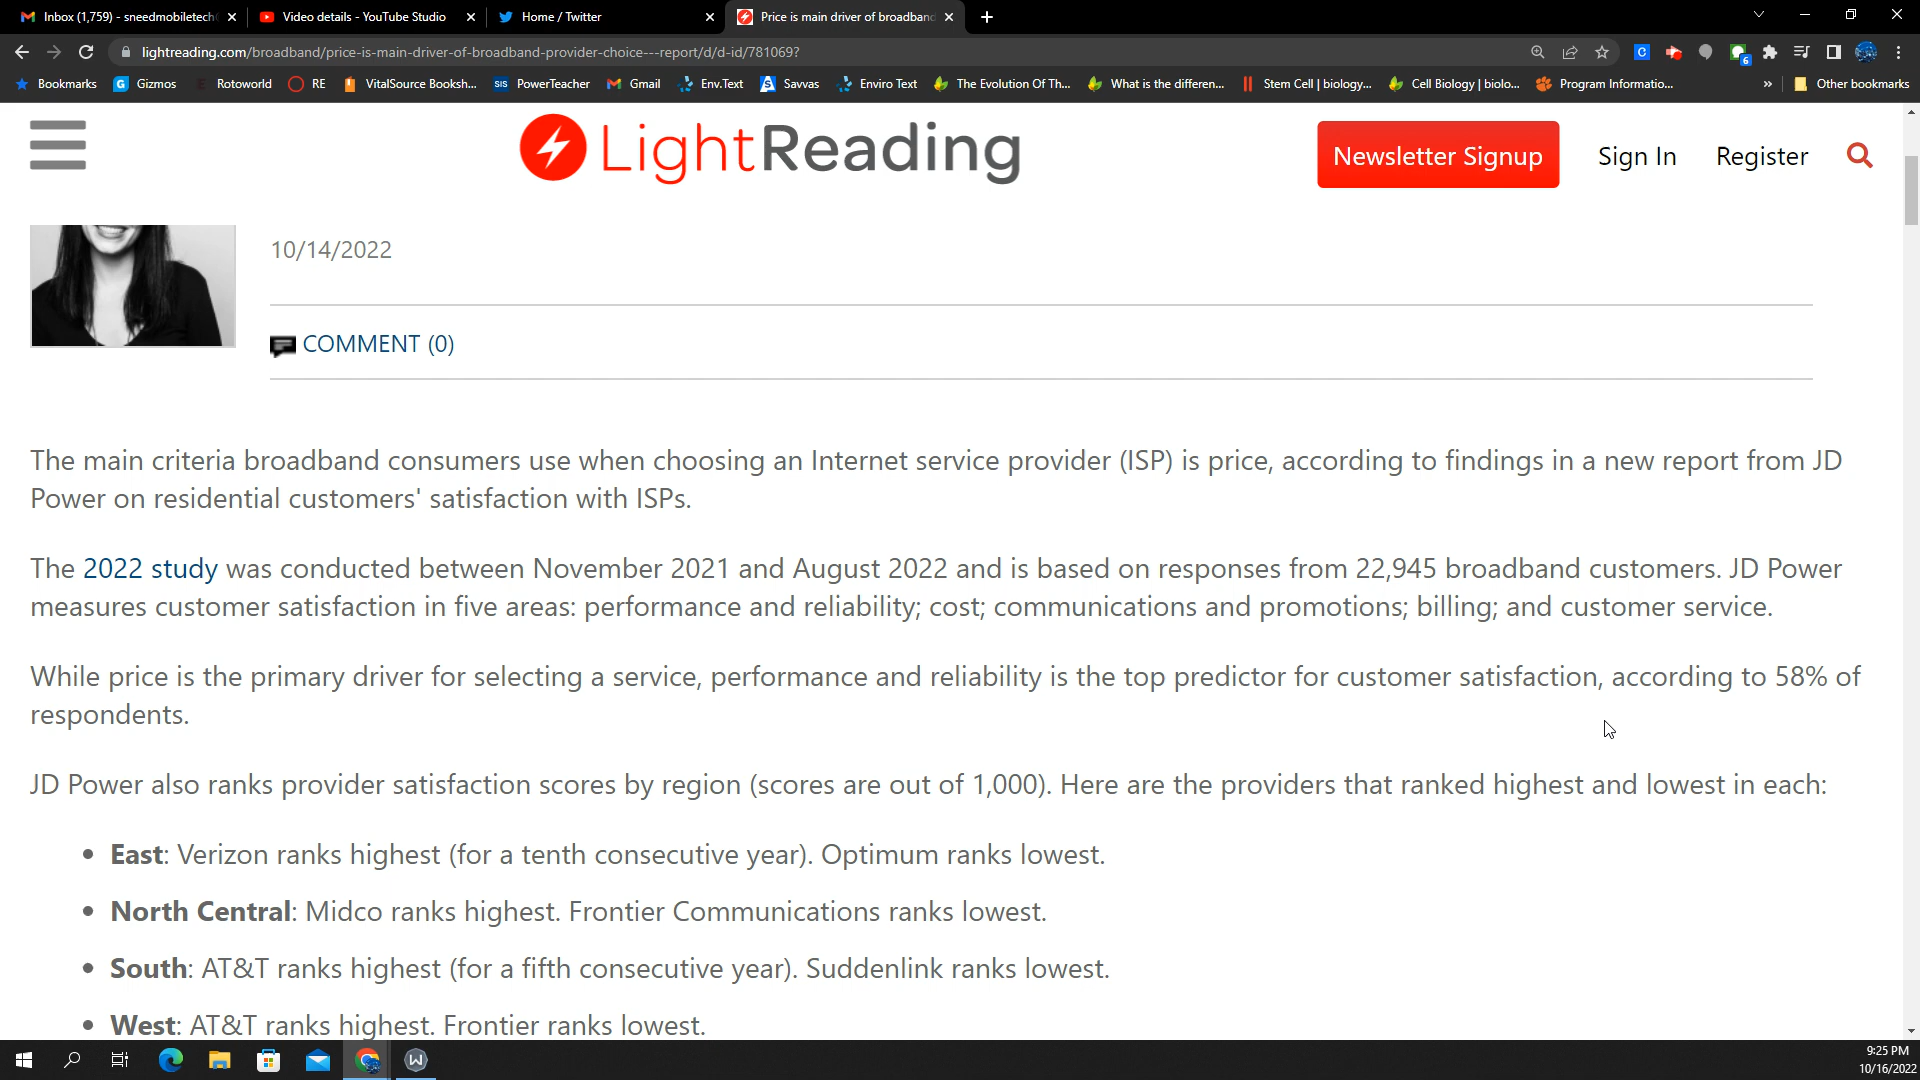 Inbox (1,759) - sneedmobiletech
Video details - YouTube Studio
Home / Twitter
Price is main driver of broadband
lightreading.com/broadband/price-is-main-driver-of-broadband-provider-choice---report/d/d-id/781069?
6
Bookmarks
Gizmos
Rotoworld
RE
VitalSource Booksh...
SIS PowerTeacher
Gmail
Env.Text
Savvas
Enviro Text
The Evolution Of Th...
What is the differen...
Stem Cell | biology...
Cell Biology | biolo...
Program Informatio...
»
Other bookmarks
LightReading
Newsletter Signup
Sign In
Register
10/14/2022
COMMENT (0)
The main criteria broadband consumers use when choosing an Internet service provider (ISP) is price, according to findings in a new report from JD
Power on residential customers' satisfaction with ISPs.
The 2022 study was conducted between November 2021 and August 2022 and is based on responses from 22,945 broadband customers. JD Power
measures customer satisfaction in five areas: performance and reliability; cost; communications and promotions; billing; and customer service.
While price is the primary driver for selecting a service, performance and reliability is the top predictor for customer satisfaction, according to 58% of
respondents.
JD Power also ranks provider satisfaction scores by region (scores are out of 1,000). Here are the providers that ranked highest and lowest in each:
• East: Verizon ranks highest (for a tenth consecutive year). Optimum ranks lowest.
• North Central: Midco ranks highest. Frontier Communications ranks lowest.
• South: AT&T ranks highest (for a fifth consecutive year). Suddenlink ranks lowest.
• West: AT&T ranks highest. Frontier ranks lowest.
9:25 PM
10/16/2022